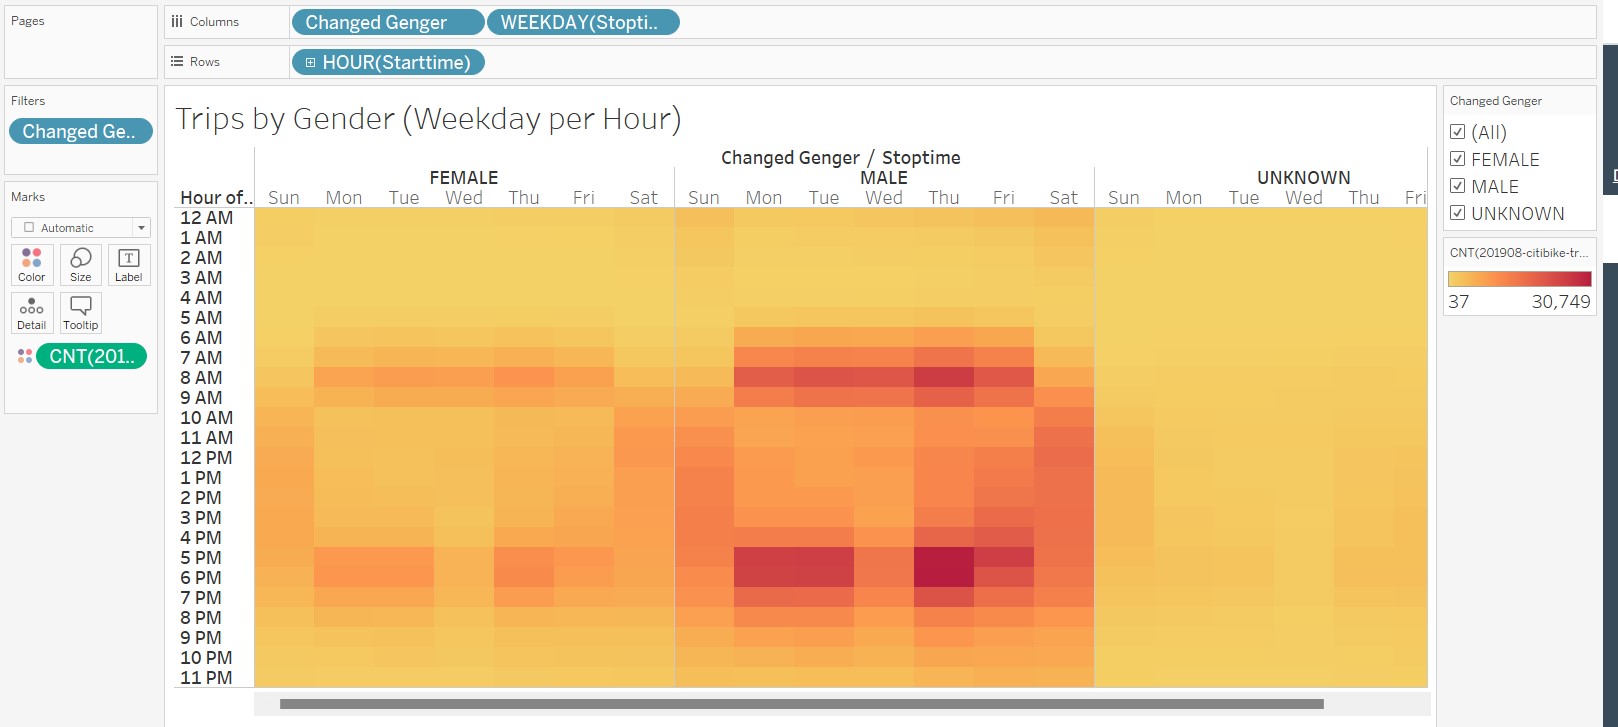 Pages
Columns
Changed Genger
WEEKDAY(Stopti..
Rows
HOUR(Starttime)
Filters
Changed Ge..
Marks
Automatic
Color
Size
Label
Detail
Tooltip
CNT(201..
Trips by Gender (Weekday per Hour)
Changed Genger / Stoptime
FEMALE MALE UNKNOWN
Hour of.. Sun Mon Tue Wed Thu Fri Sat Sun Mon Tue Wed Thu Fri Sat Sun Mon Tue Wed Thu Fri
12 AM
1 AM
2 AM
3 AM
4 AM
5 AM
6 AM
7 AM
8 AM
9 AM
10 AM
11 AM
12 PM
1 PM
2 PM
3 PM
4 PM
5 PM
6 PM
7 PM
8 PM
9 PM
10 PM
11 PM
Changed Genger
(All)
FEMALE
MALE
UNKNOWN
CNT(201908-citibike-tr...
37 30,749